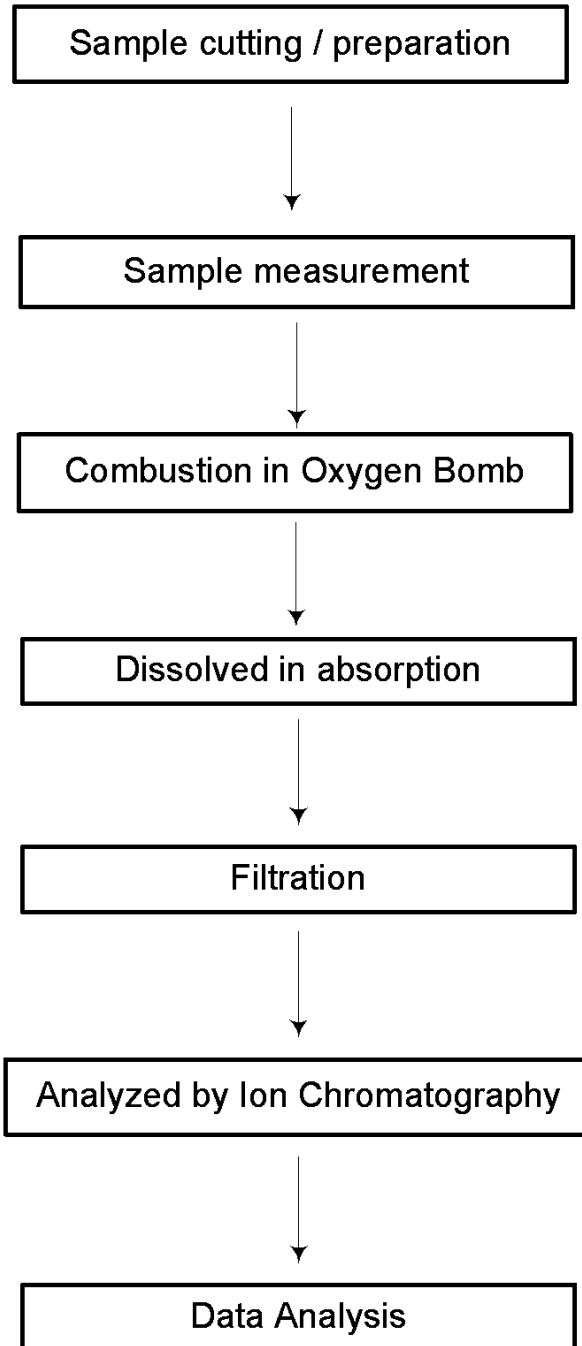 Sample cutting / preparation
Sample measurement
Combustion in Oxygen Bomb
Dissolved in absorption
Filtration
Analyzed by Ion Chromatography
Data Analysis